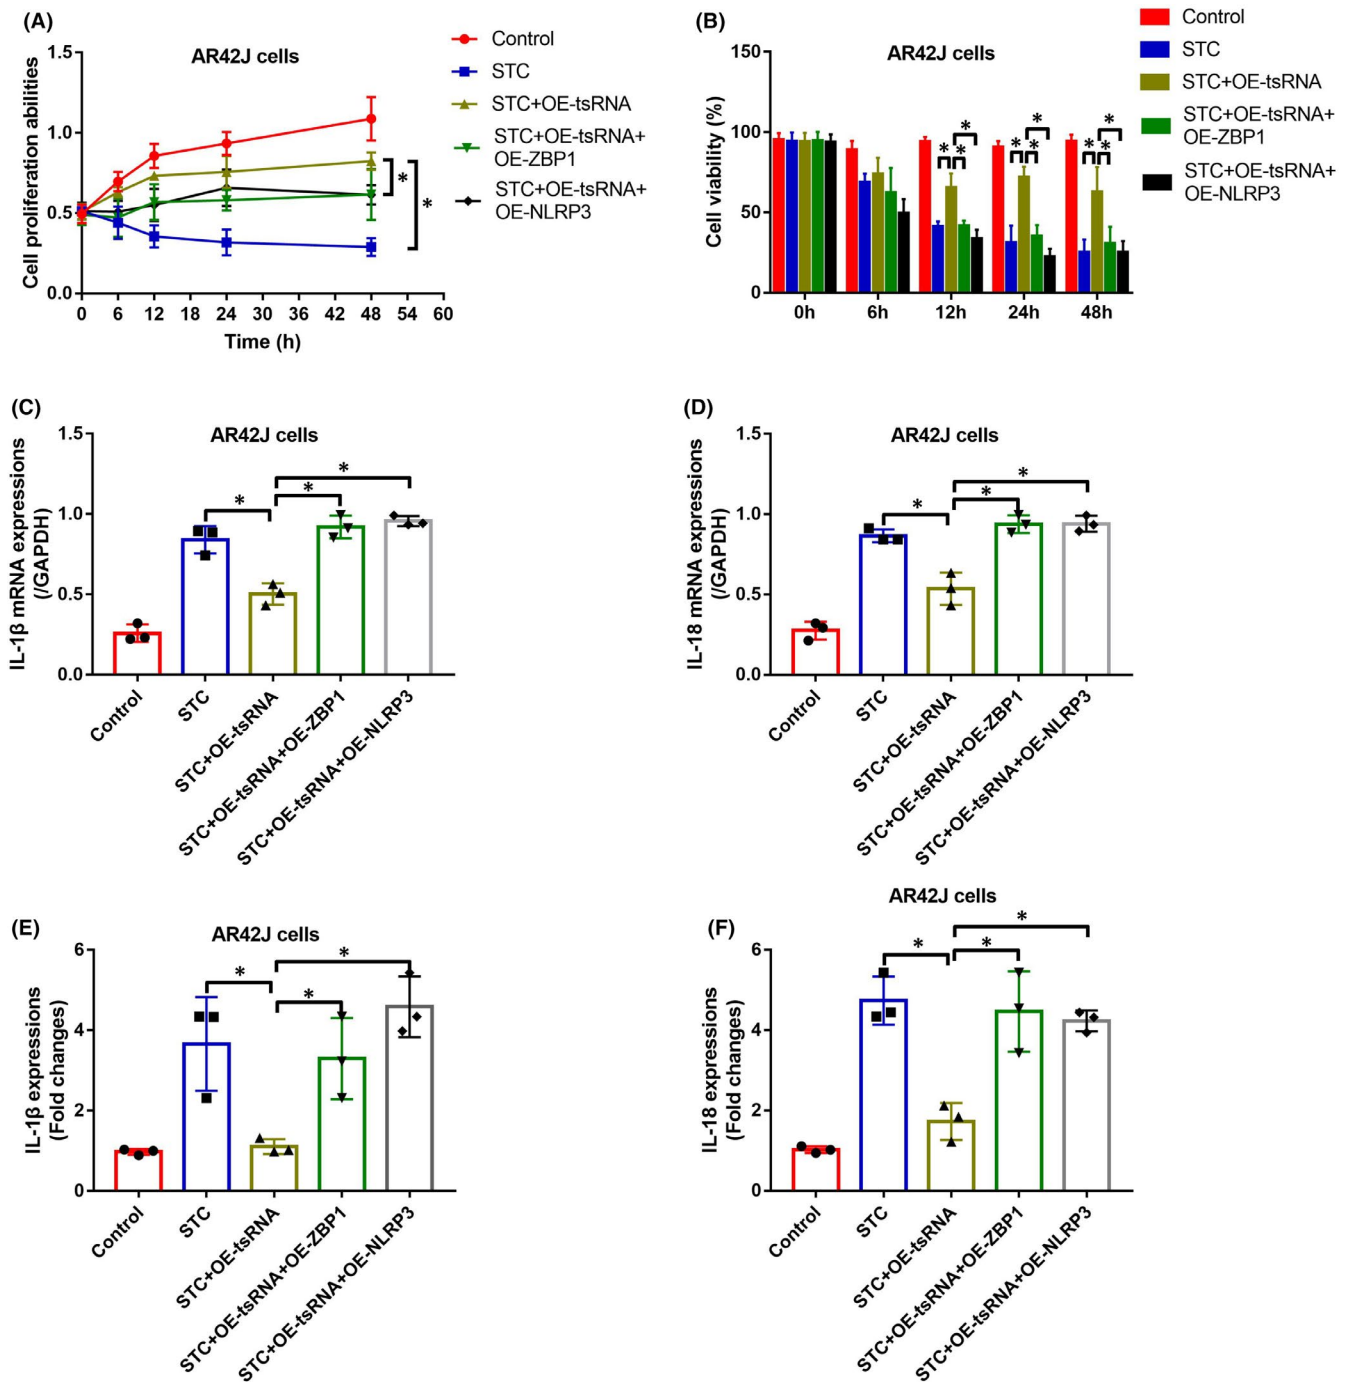 (A)
AR42J cells
Cell proliferation abilities
1.5
1.0
0.5
0.0
0 6 12 18 24 30 36 42 48 54 60
Time (h)
*
*
Control
STC
STC+OE-tsRNA
STC+OE-tsRNA+
OE-ZBP1
STC+OE-tsRNA+
OE-NLRP3
(B)
AR42J cells
Cell viability (%)
150
100
50
0
0h 6h 12h 24h 48h
* * *
* * *
* * *
Control
STC
STC+OE-tsRNA
STC+OE-tsRNA+
OE-ZBP1
STC+OE-tsRNA+
OE-NLRP3
(C)
AR42J cells
IL-1β mRNA expressions
(/GAPDH)
1.5
1.0
0.5
0.0
* * *
Control
STC
STC+OE-tsRNA
STC+OE-tsRNA+OE-ZBP1
STC+OE-tsRNA+OE-NLRP3
(D)
AR42J cells
IL-18 mRNA expressions
(/GAPDH)
1.5
1.0
0.5
0.0
* * *
Control
STC
STC+OE-tsRNA
STC+OE-tsRNA+OE-ZBP1
STC+OE-tsRNA+OE-NLRP3
(E)
AR42J cells
IL-1β expressions
(Fold changes)
6
4
2
0
* * *
Control
STC
STC+OE-tsRNA
STC+OE-tsRNA+OE-ZBP1
STC+OE-tsRNA+OE-NLRP3
(F)
AR42J cells
IL-18 expressions
(Fold changes)
6
4
2
0
* * *
Control
STC
STC+OE-tsRNA
STC+OE-tsRNA+OE-ZBP1
STC+OE-tsRNA+OE-NLRP3